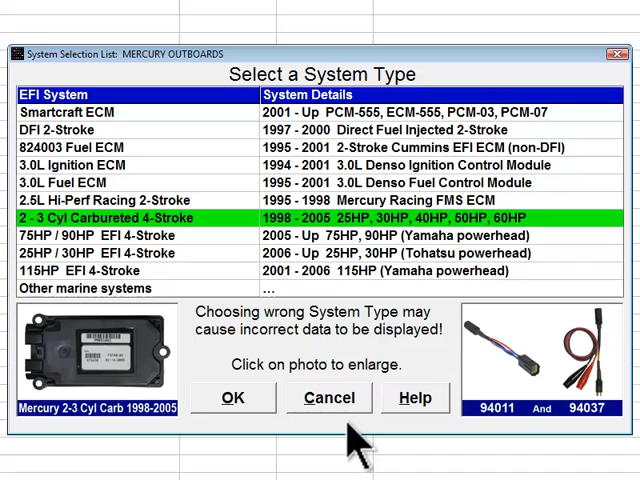 System Selection List:  MERCURY OUTBOARDS
Select a System Type
EFI System	System Details
Smartcraft ECM	2001 - Up  PCM-555, ECM-555, PCM-03, PCM-07
DFI 2-Stroke	1997 - 2000  Direct Fuel Injected 2-Stroke
824003 Fuel ECM	1995 - 2001  2-Stroke Cummins EFI ECM (non-DFI)
3.0L Ignition ECM	1994 - 2001  3.0L Denso Ignition Control Module
3.0L Fuel ECM	1995 - 2001  3.0L Denso Fuel Control Module
2.5L Hi-Perf Racing 2-Stroke	1995 - 1998  Mercury Racing FMS ECM
2 - 3 Cyl Carbureted 4-Stroke	1998 - 2005  25HP, 30HP, 40HP, 50HP, 60HP
75HP / 90HP  EFI 4-Stroke	2005 - Up  75HP, 90HP (Yamaha powerhead)
25HP / 30HP  EFI 4-Stroke	2006 - Up  25HP, 30HP (Tohatsu powerhead)
115HP  EFI 4-Stroke	2001 - 2006  115HP (Yamaha powerhead)
Other marine systems	...
Choosing wrong System Type may
cause incorrect data to be displayed!
Click on photo to enlarge.
OK	Cancel	Help
Mercury 2-3 Cyl Carb 1998-2005
94011  And  94037